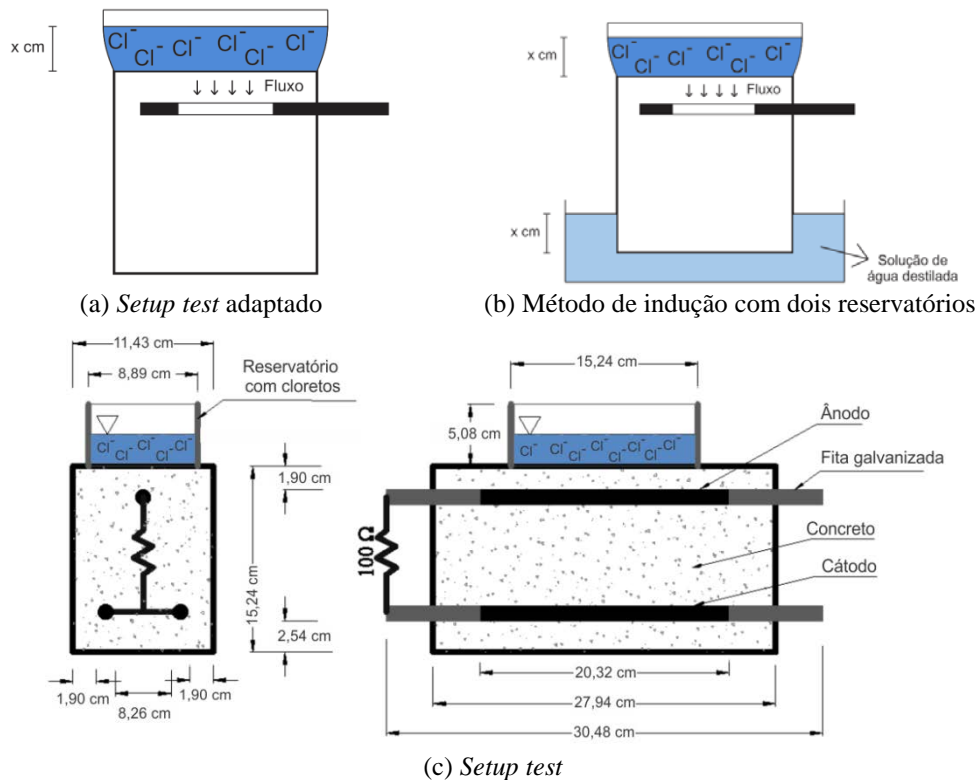 x cm
Cl⁻ Cl⁻ Cl⁻ Cl⁻ Cl⁻ Cl⁻
Fluxo
(a) Setup test adaptado
x cm
Cl⁻ Cl⁻ Cl⁻ Cl⁻ Cl⁻ Cl⁻
Fluxo
x cm
Solução de
água destilada
(b) Método de indução com dois reservatórios
11,43 cm
8,89 cm
Reservatório
com cloretos
Cl⁻ Cl⁻ Cl⁻ Cl⁻ Cl⁻
1,90 cm
15,24 cm
2,54 cm
1,90 cm
1,90 cm
8,26 cm
15,24 cm
5,08 cm
Cl⁻ Cl⁻ Cl⁻ Cl⁻ Cl⁻ Cl⁻ Cl⁻
Ânodo
Fita galvanizada
100 Ω
Concreto
Cátodo
20,32 cm
27,94 cm
30,48 cm
(c) Setup test